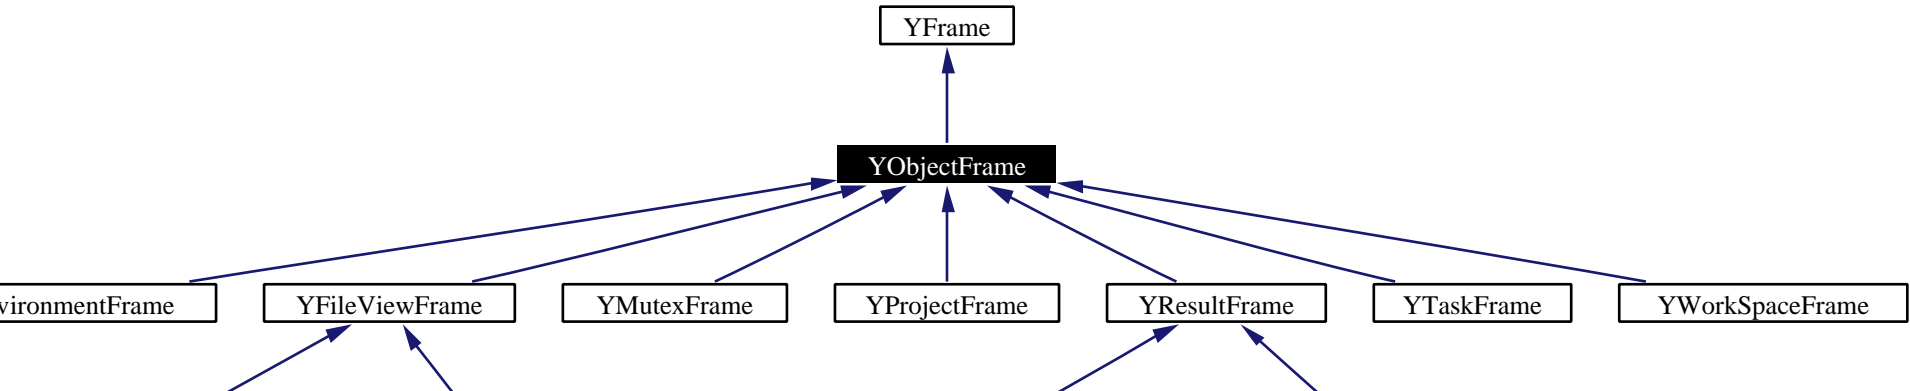 YFrame
YObjectFrame
vironmentFrame
YFileViewFrame
YMutexFrame
YProjectFrame
YResultFrame
YTaskFrame
YWorkSpaceFrame